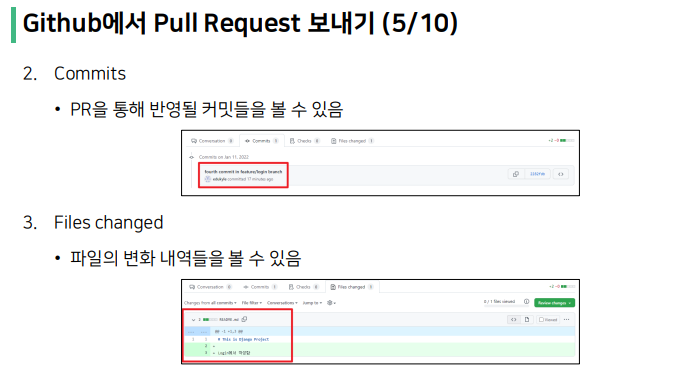 Github에서 Pull Request 보내기 (5/10)
2. Commits
• PR을 통해 반영될 커밋들을 볼 수 있음
Conversation 0 Commits 1 Checks 0 Files changed 1 +2 −0
Commits on Jan 11, 2022
fourth commit in feature/login branch
edukyle committed 17 minutes ago
3. Files changed
• 파일의 변화 내역들을 볼 수 있음
Conversation 0 Commits 1 Checks 0 Files changed 1 +2 −0
Changes from all commits File filter Conversations Jump to 0 / 1 files viewed Review changes
2 README.md Viewed
@@ -1 +1,3 @@
1 1 # This is Django Project
2 +
3 + Login에서 작성함